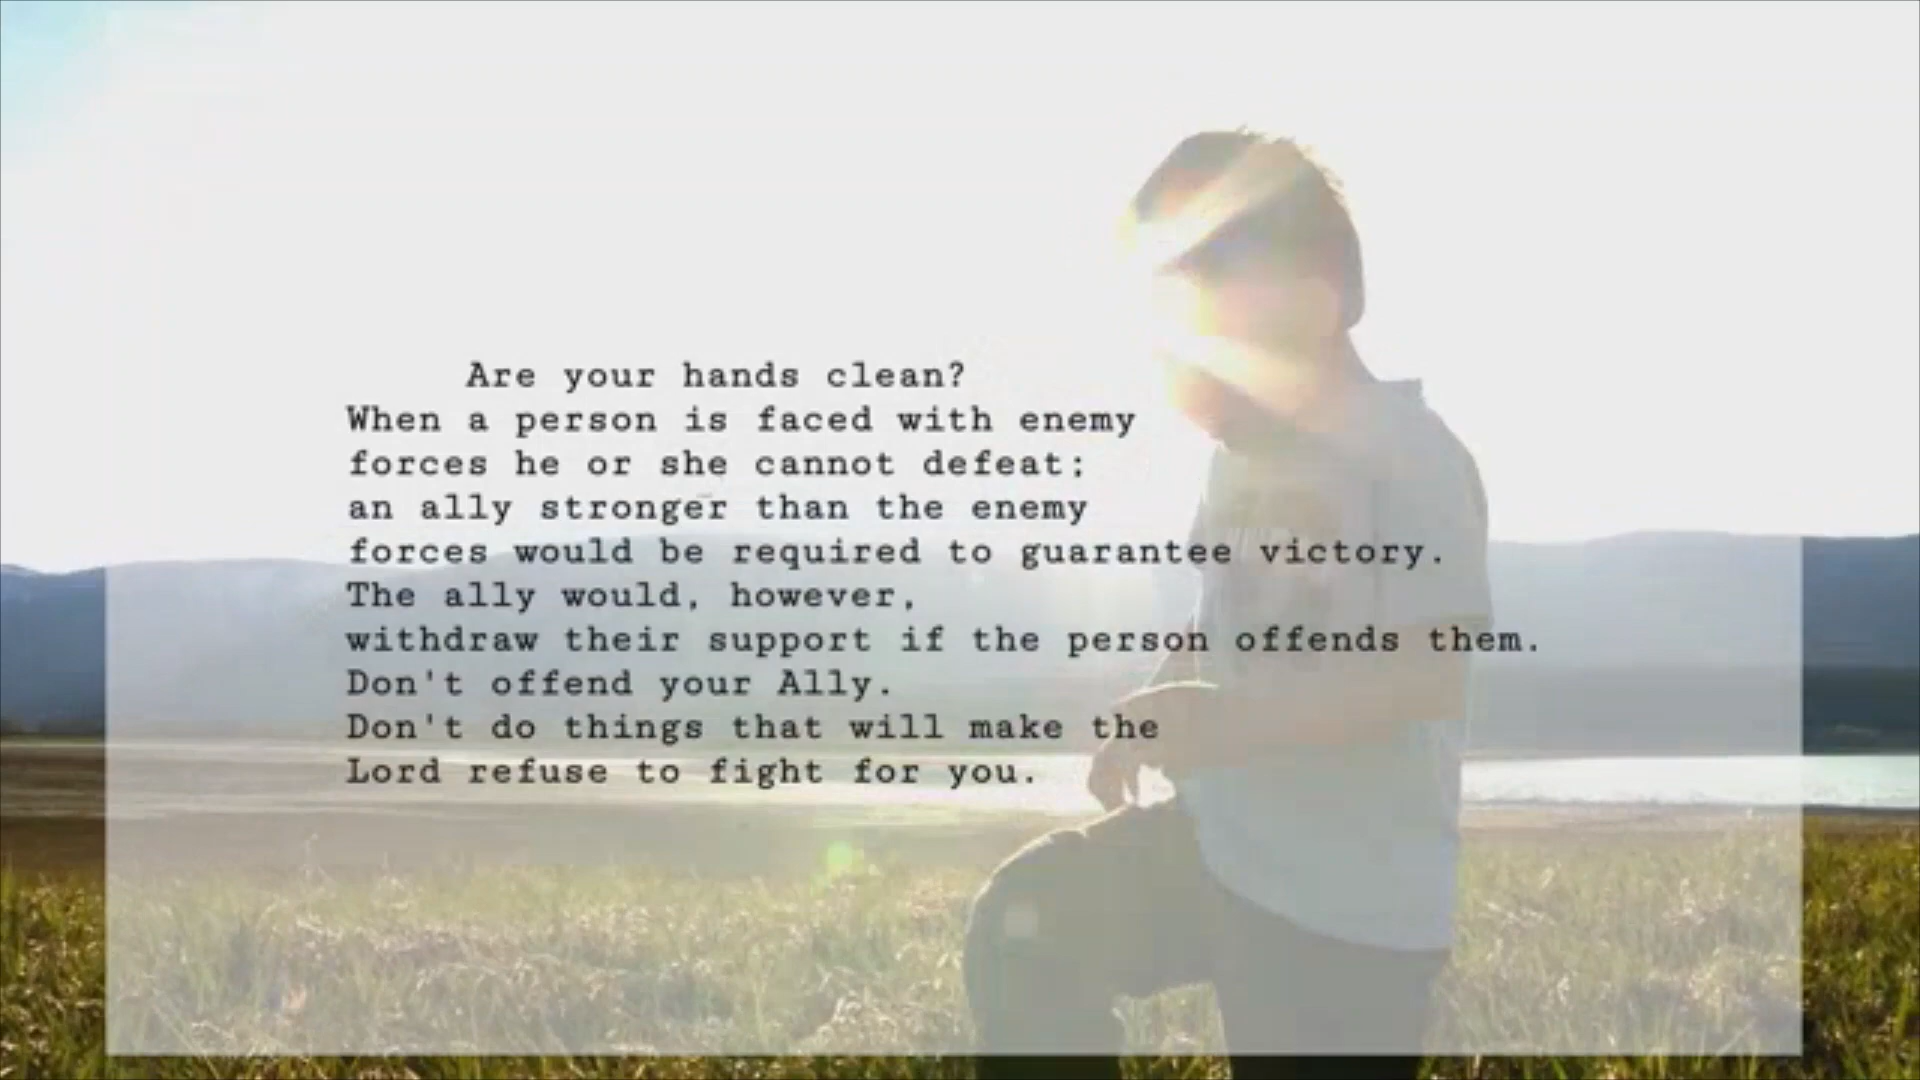 Are your hands clean?
When a person is faced with enemy
forces he or she cannot defeat;
an ally stronger than the enemy
forces would be required to guarantee victory.
The ally would, however,
withdraw their support if the person offends them.
Don't offend your Ally.
Don't do things that will make the
Lord refuse to fight for you.